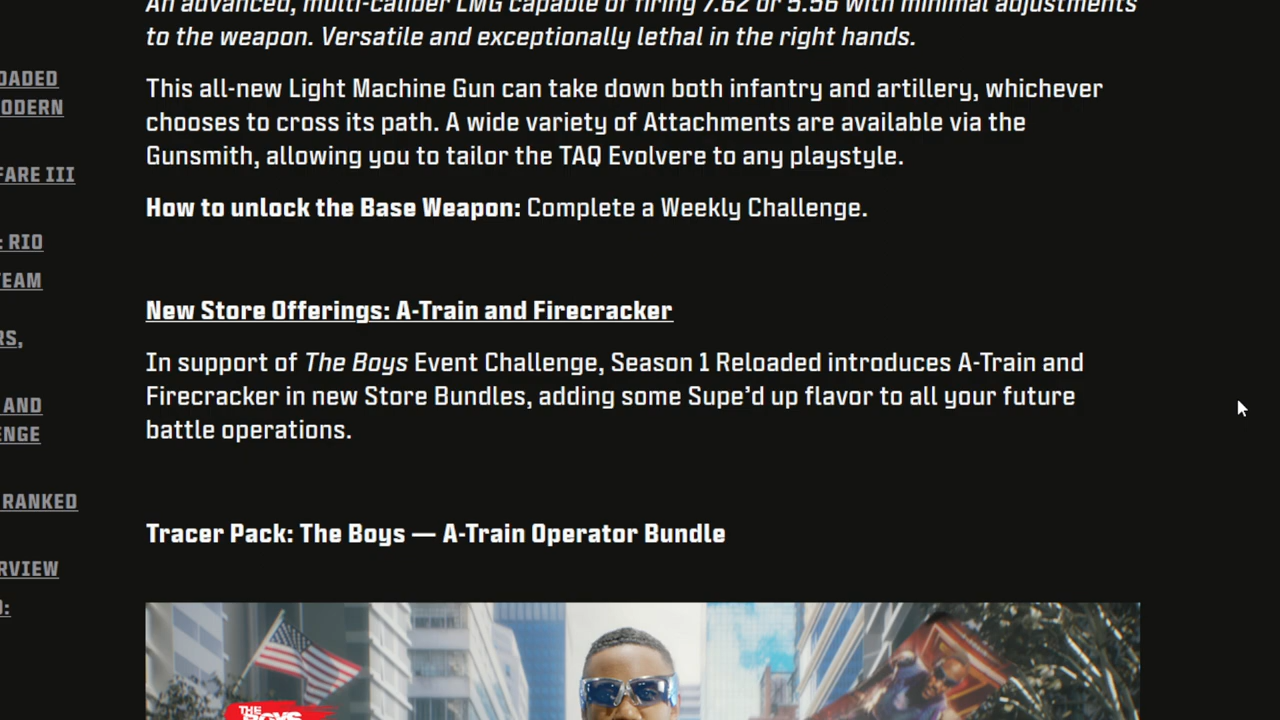 An advanced, multi-caliber LMG capable of firing 7.62 or 5.56 with minimal adjustments
to the weapon. Versatile and exceptionally lethal in the right hands.
This all-new Light Machine Gun can take down both infantry and artillery, whichever
chooses to cross its path. A wide variety of Attachments are available via the
Gunsmith, allowing you to tailor the TAQ Evolvere to any playstyle.
How to unlock the Base Weapon: Complete a Weekly Challenge.
New Store Offerings: A-Train and Firecracker
In support of The Boys Event Challenge, Season 1 Reloaded introduces A-Train and
Firecracker in new Store Bundles, adding some Supe’d up flavor to all your future
battle operations.
Tracer Pack: The Boys — A-Train Operator Bundle
THE
BOYS
OADED
ODERN
FARE III
: RIO
EAM
RS,
AND
ENGE
RANKED
RVIEW
: